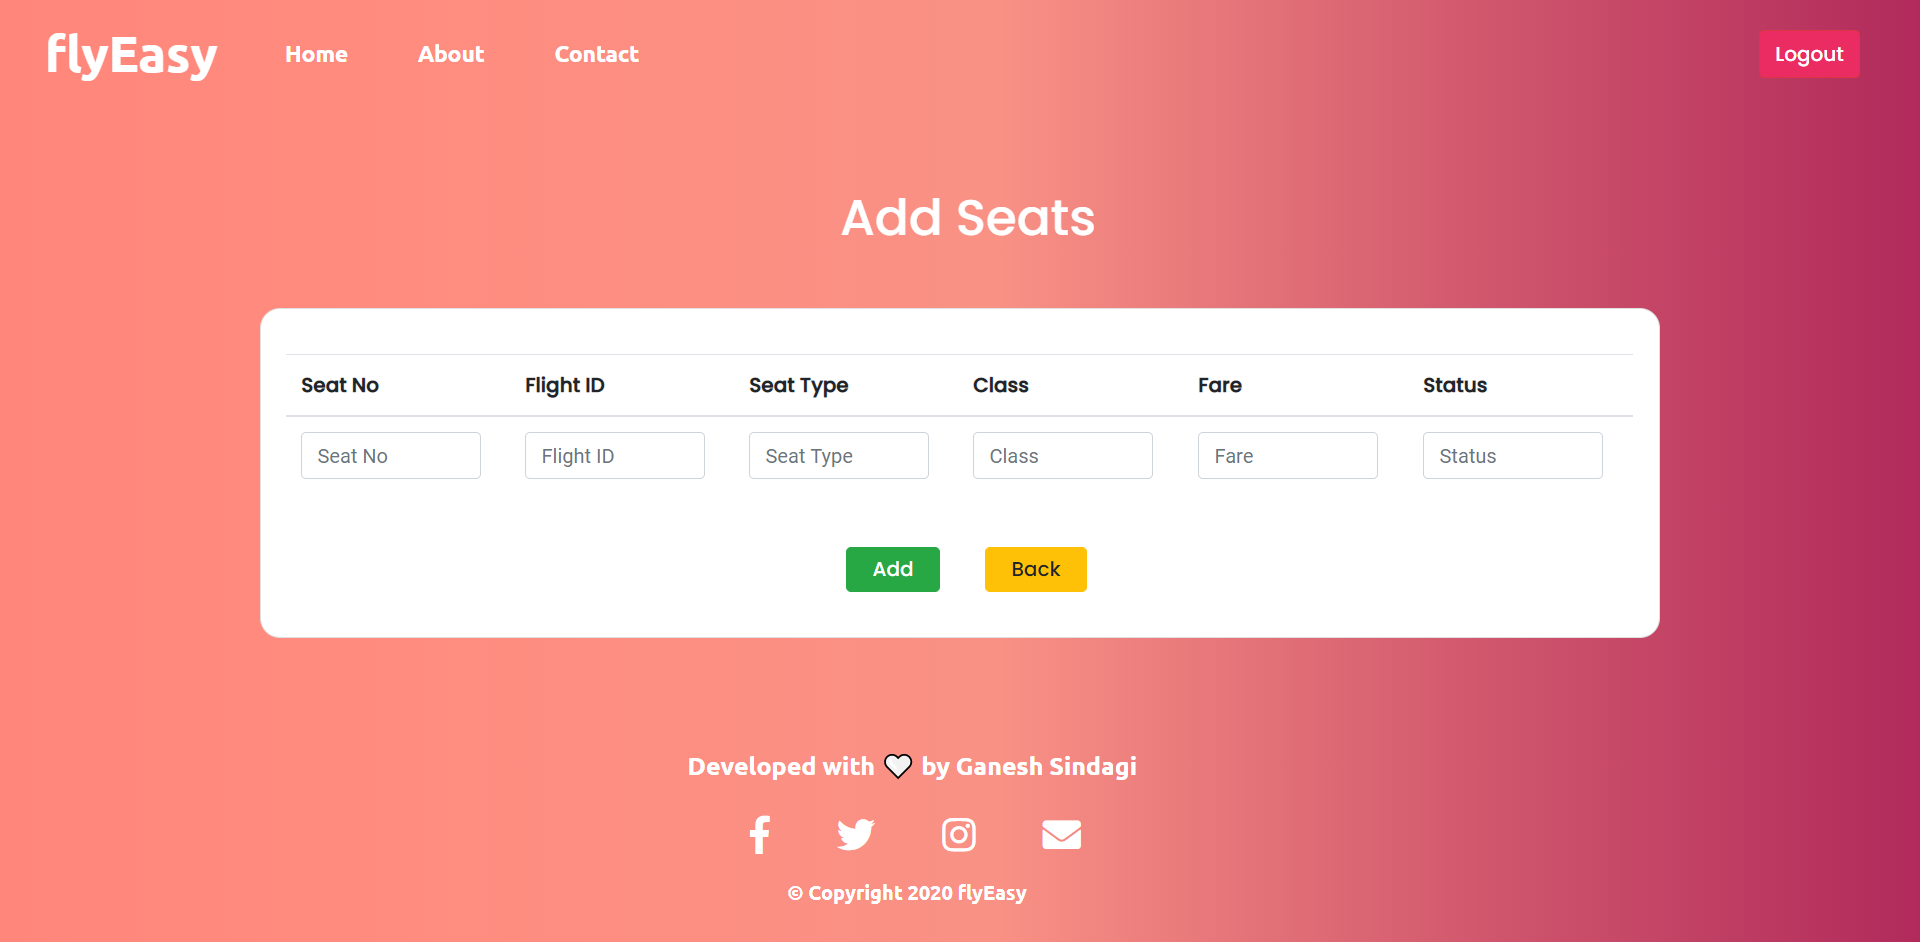 flyEasy Home About Contact Logout
Add Seats
Seat No Flight ID Seat Type Class Fare Status
Seat No Flight ID Seat Type Class Fare Status
Add Back
Developed with 🤍 by Ganesh Sindagi
© Copyright 2020 flyEasy